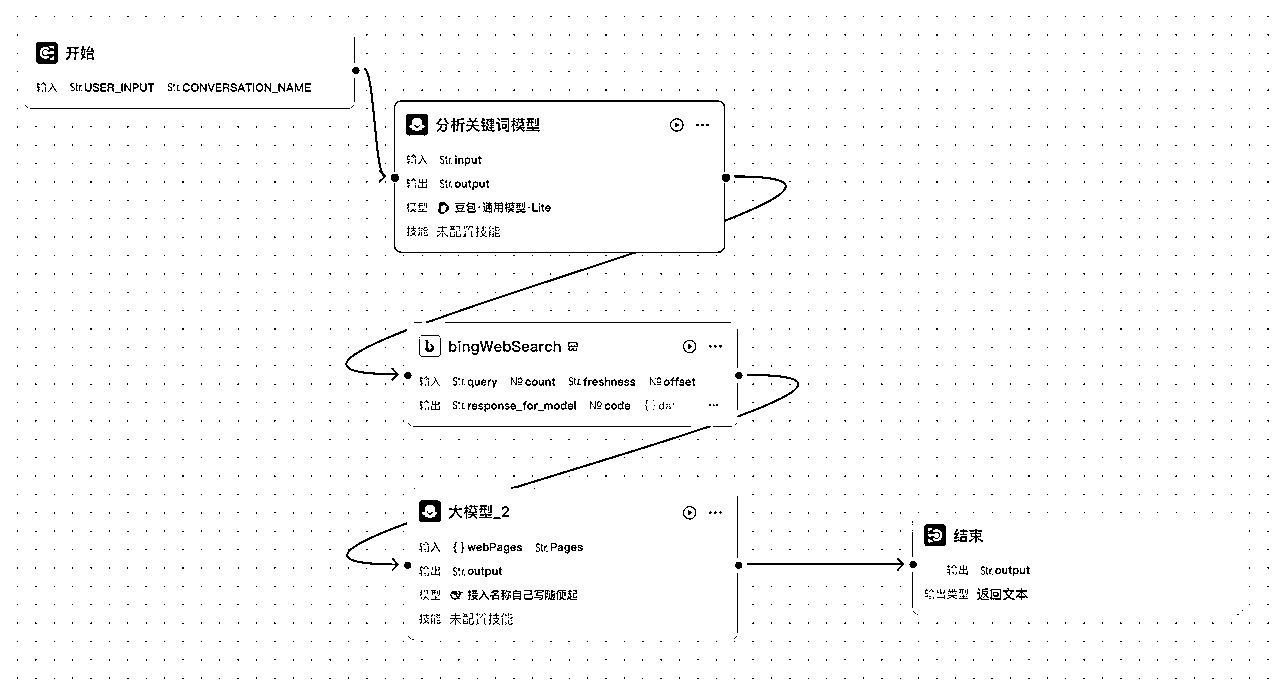 开始
输入 Str.USER_INPUT Str.CONVERSATION_NAME
分析关键词模型
输入 Str.input
输出 Str.output
模型 豆包·通用模型·Lite
技能 未配置技能
bingWebSearch
输入 Str.query №count Str.freshness №offset
输出 Str.response_for_model №code { } ...
大模型_2
输入 { } webPages Str.Pages
输出 Str.output
模型 接入名称自己写随便起
技能 未配置技能
结束
输出 Str.output
输出类型 返回文本